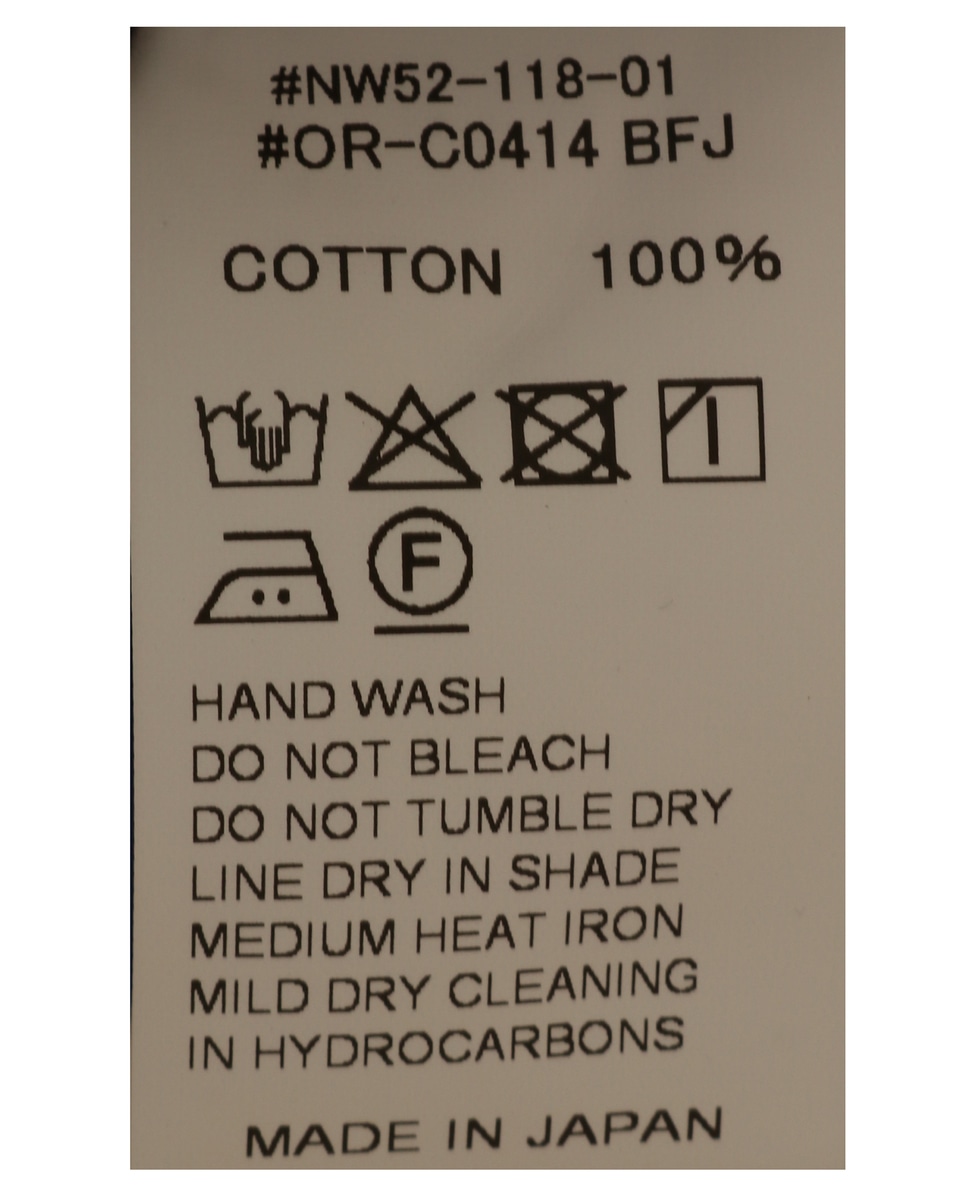 #NW52-118-01
#OR-C0414 BFJ
COTTON 100%
F
HAND WASH
DO NOT BLEACH
DO NOT TUMBLE DRY
LINE DRY IN SHADE
MEDIUM HEAT IRON
MILD DRY CLEANING
IN HYDROCARBONS
MADE IN JAPAN